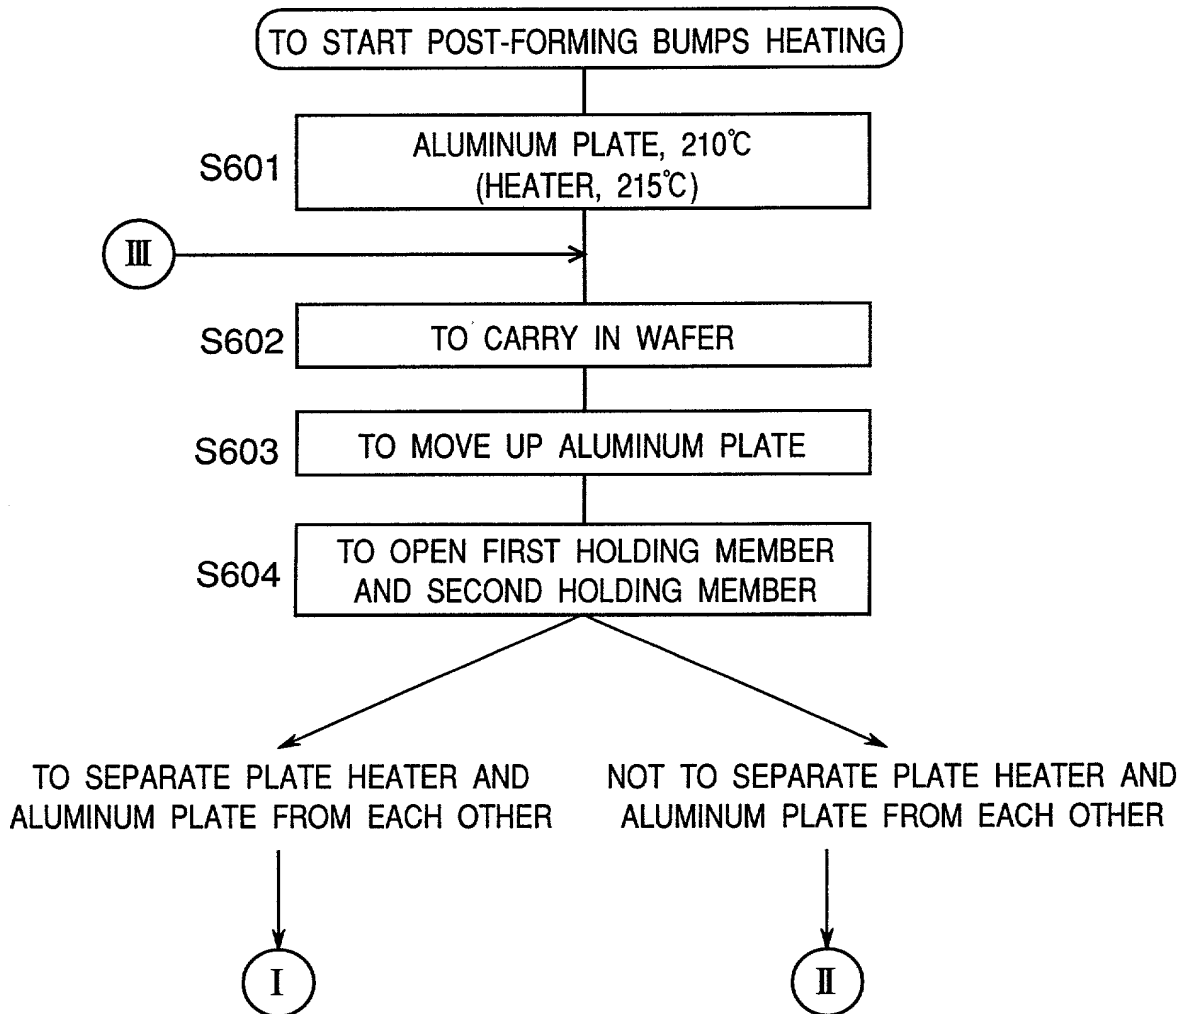 TO START POST-FORMING BUMPS HEATING
S601
ALUMINUM PLATE, 210℃
(HEATER, 215℃)
III
S602
TO CARRY IN WAFER
S603
TO MOVE UP ALUMINUM PLATE
S604
TO OPEN FIRST HOLDING MEMBER
AND SECOND HOLDING MEMBER
TO SEPARATE PLATE HEATER AND
ALUMINUM PLATE FROM EACH OTHER
NOT TO SEPARATE PLATE HEATER AND
ALUMINUM PLATE FROM EACH OTHER
I
II